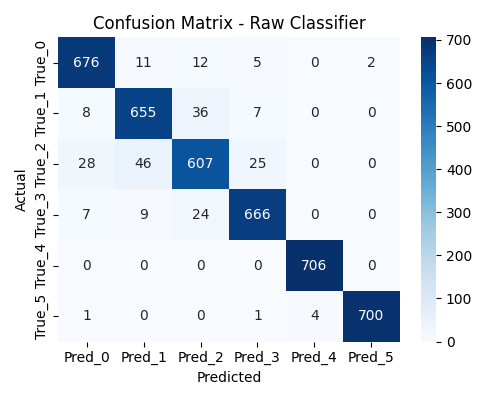 Confusion Matrix - Raw Classifier
True_0 676 11 12 5 0 2
True_1 8 655 36 7 0 0
True_2 28 46 607 25 0 0
True_3 7 9 24 666 0 0
True_4 0 0 0 0 706 0
True_5 1 0 0 1 4 700
Pred_0 Pred_1 Pred_2 Pred_3 Pred_4 Pred_5
Predicted
Actual
700
600
500
400
300
200
100
0